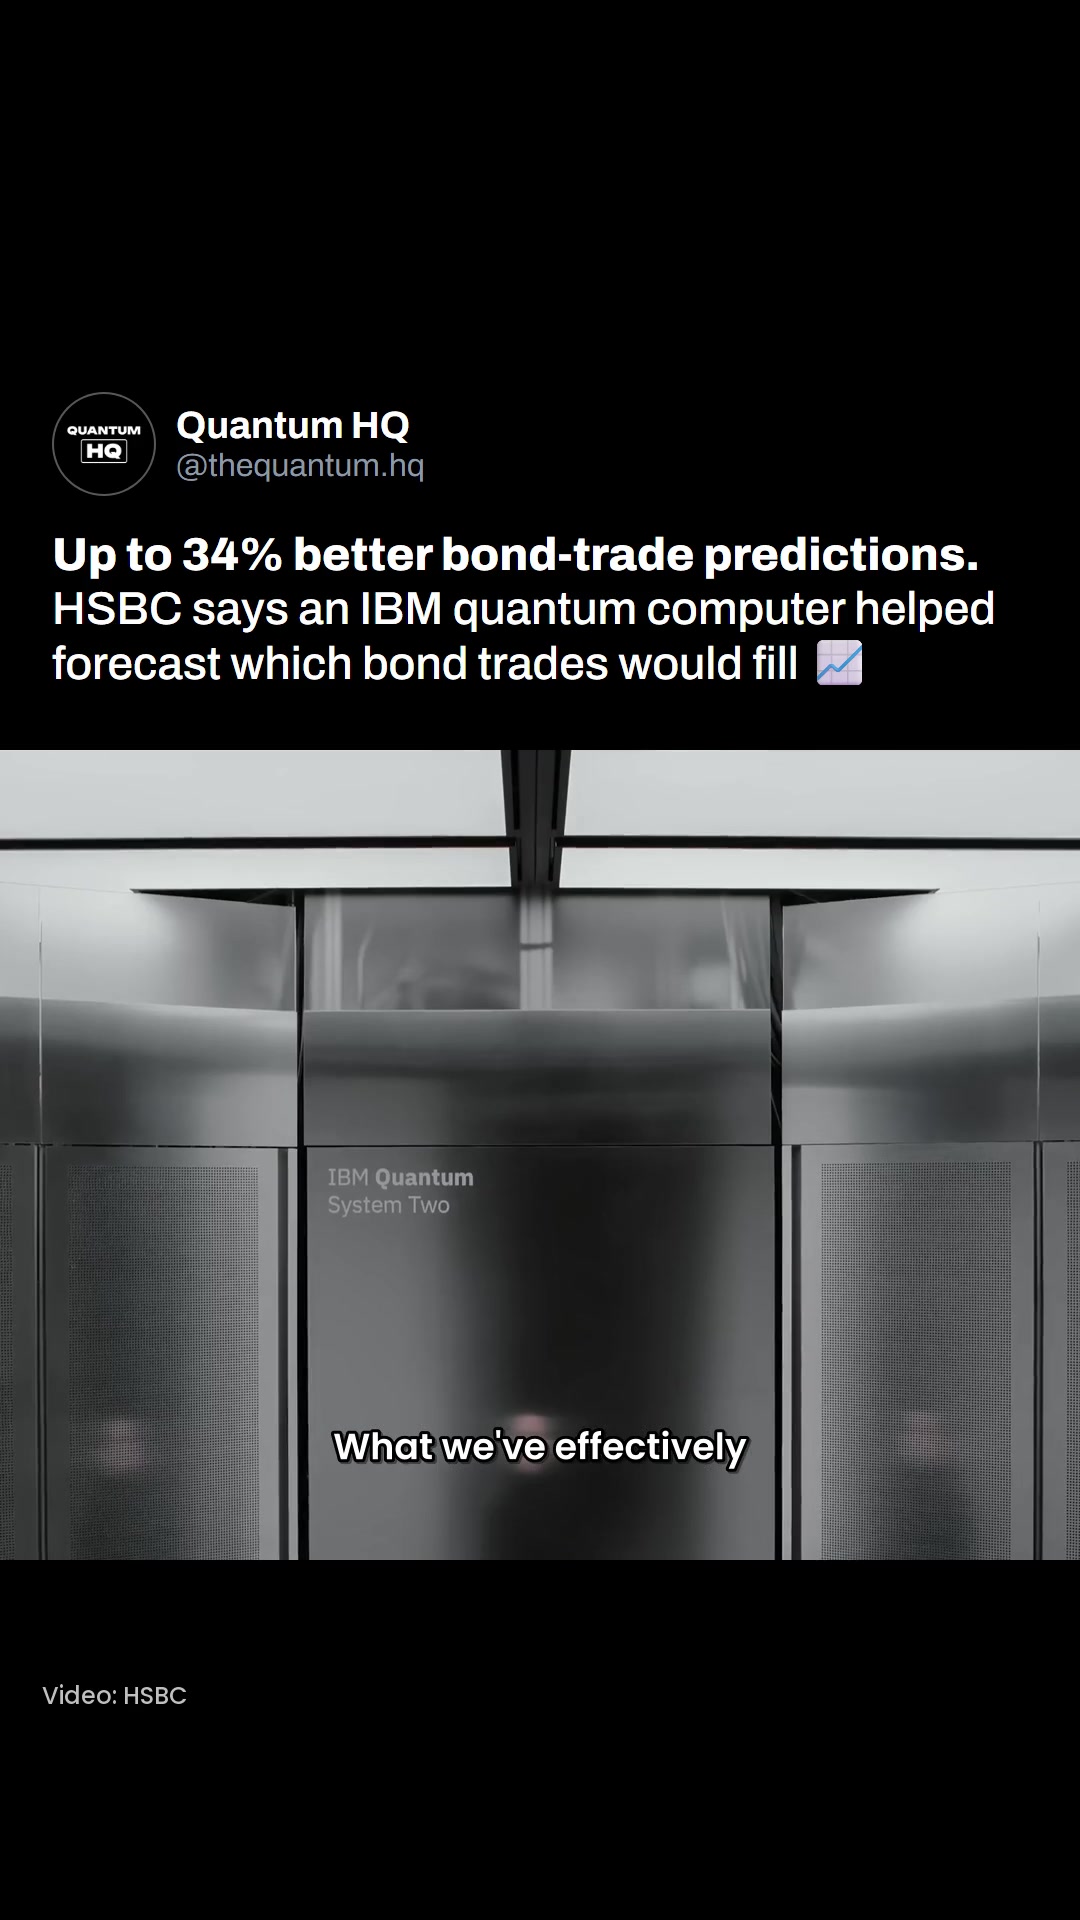 QUANTUM
HQ
Quantum HQ
@thequantum.hq
Up to 34% better bond-trade predictions.
HSBC says an IBM quantum computer helped
forecast which bond trades would fill 📈
IBM Quantum
System Two
What we've effectively
Video: HSBC